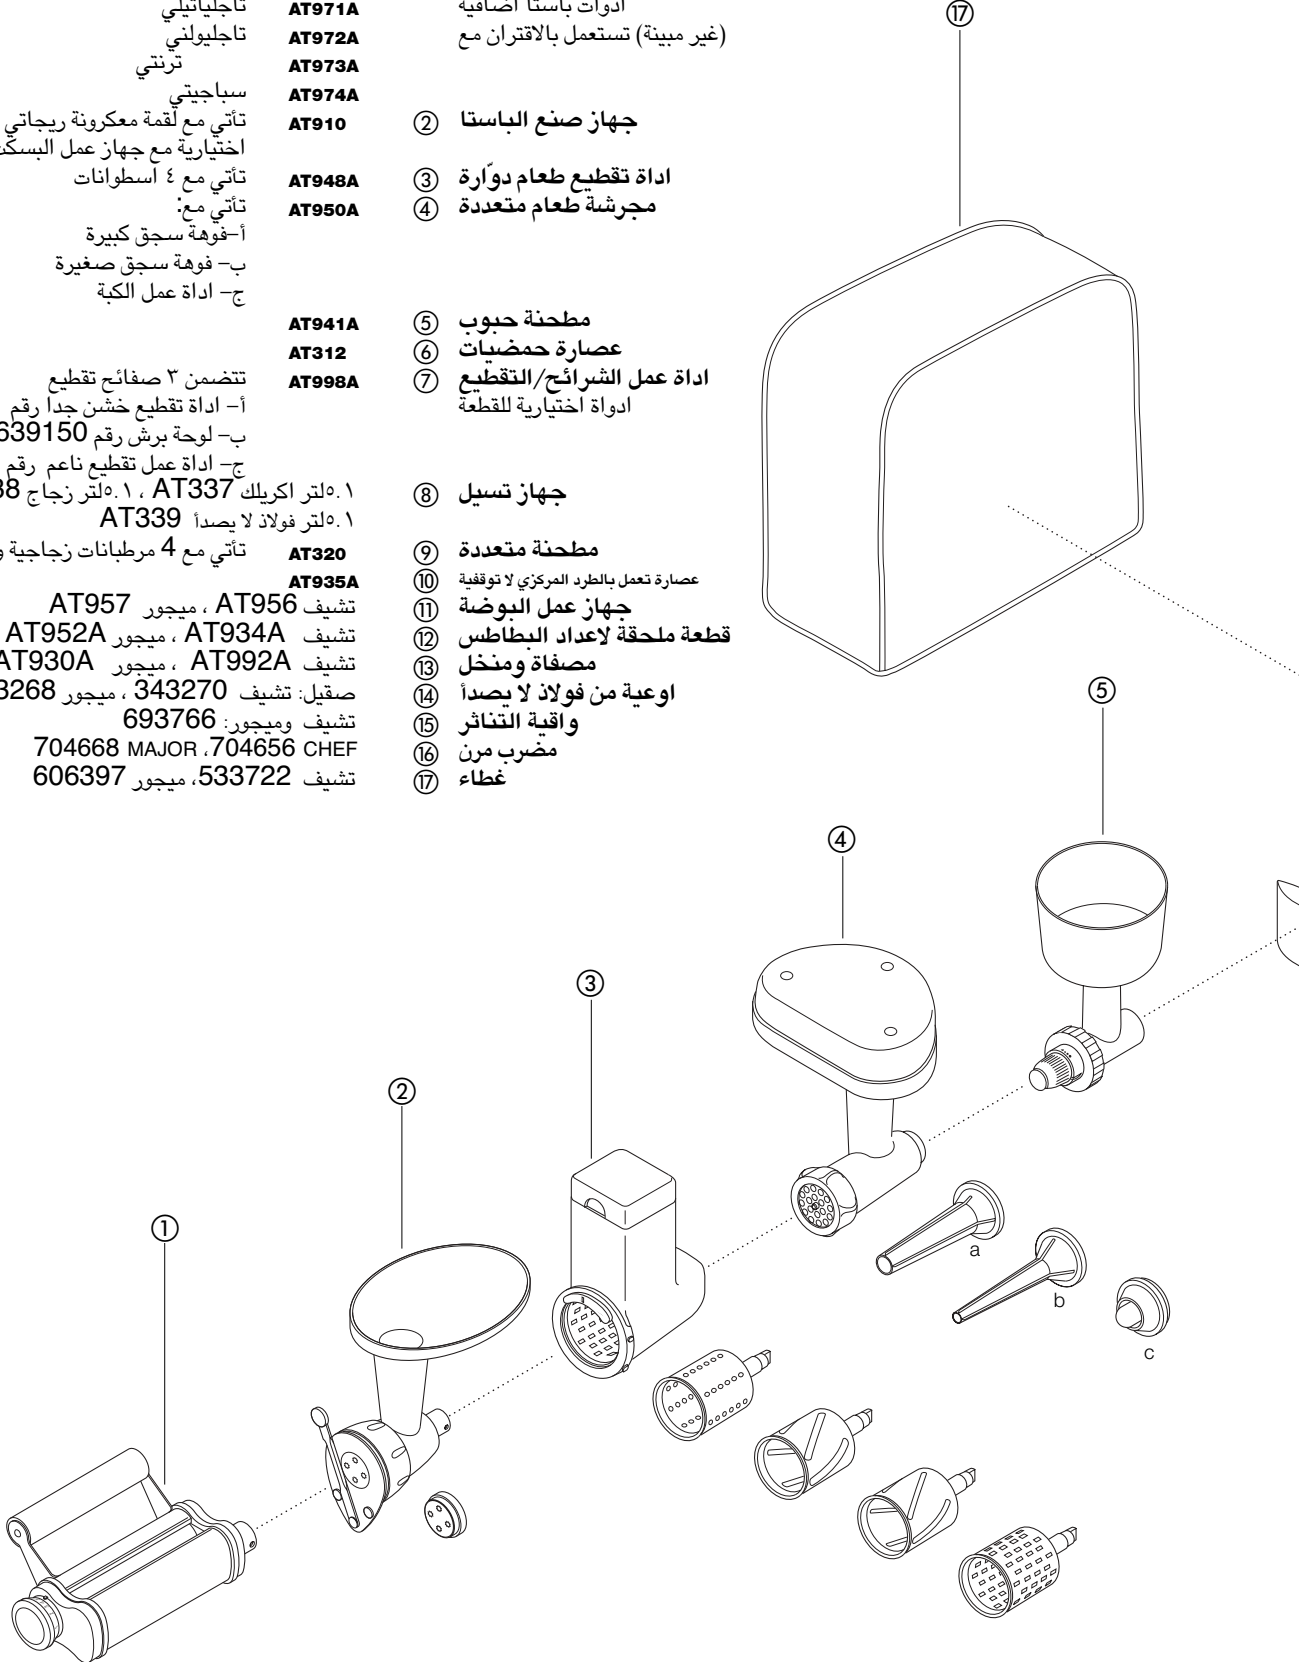 ادوات باستا اضافية AT971A تاجلياتيلي
(غير مبينة) تستعمل بالاقتران مع AT972A تاجليولني
AT973A ترنتي
AT974A سباجيتي
② جهاز صنع الباستا AT910 تأتي مع لقمة معكرونة ريجاتي
اختيارية مع جهاز عمل
③ اداة تقطيع طعام دوّارة AT948A تأتي مع ٤ اسطوانات
④ مجرشة طعام متعددة AT950A تأتي مع:
أ–فوهة سجق كبيرة
ب– فوهة سجق صغيرة
ج– اداة عمل الكبة
⑤ مطحنة حبوب AT941A
⑥ عصارة حمضيات AT312
⑦ اداة عمل الشرائح/التقطيع AT998A تتضمن ٣ صفائح تقطيع
ادواة اختيارية للقطعة أ– اداة تقطيع خشن جدا رقم
ب– لوحة برش رقم 639150
ج– اداة عمل تقطيع ناعم رقم
⑧ جهاز تسيل ٥.١لتر اكريلك AT337 ، ٥.١لتر زجاج
٥.١لتر فولاذ لا يصدأ AT339
⑨ مطحنة متعددة AT320 تأتي مع 4 مرطبانات زجاجية
⑩ عصارة تعمل بالطرد المركزي لا توقفية AT935A
⑪ جهاز عمل البوضة تشيف AT956 ، ميجور AT957
⑫ قطعة ملحقة لاعداد البطاطس تشيف AT934A ، ميجور AT952A
⑬ مصفاة ومنخل تشيف AT992A ، ميجور AT930A
⑭ اوعية من فولاذ لا يصدأ صقيل: تشيف 343270 ، ميجور
⑮ واقية التناثر تشيف وميجور: 693766
⑯ مضرب مرن CHEF 704656، MAJOR 704668
⑰ غطاء تشيف 533722، ميجور 606397
⑰
⑤
④
③
②
①
a
b
c